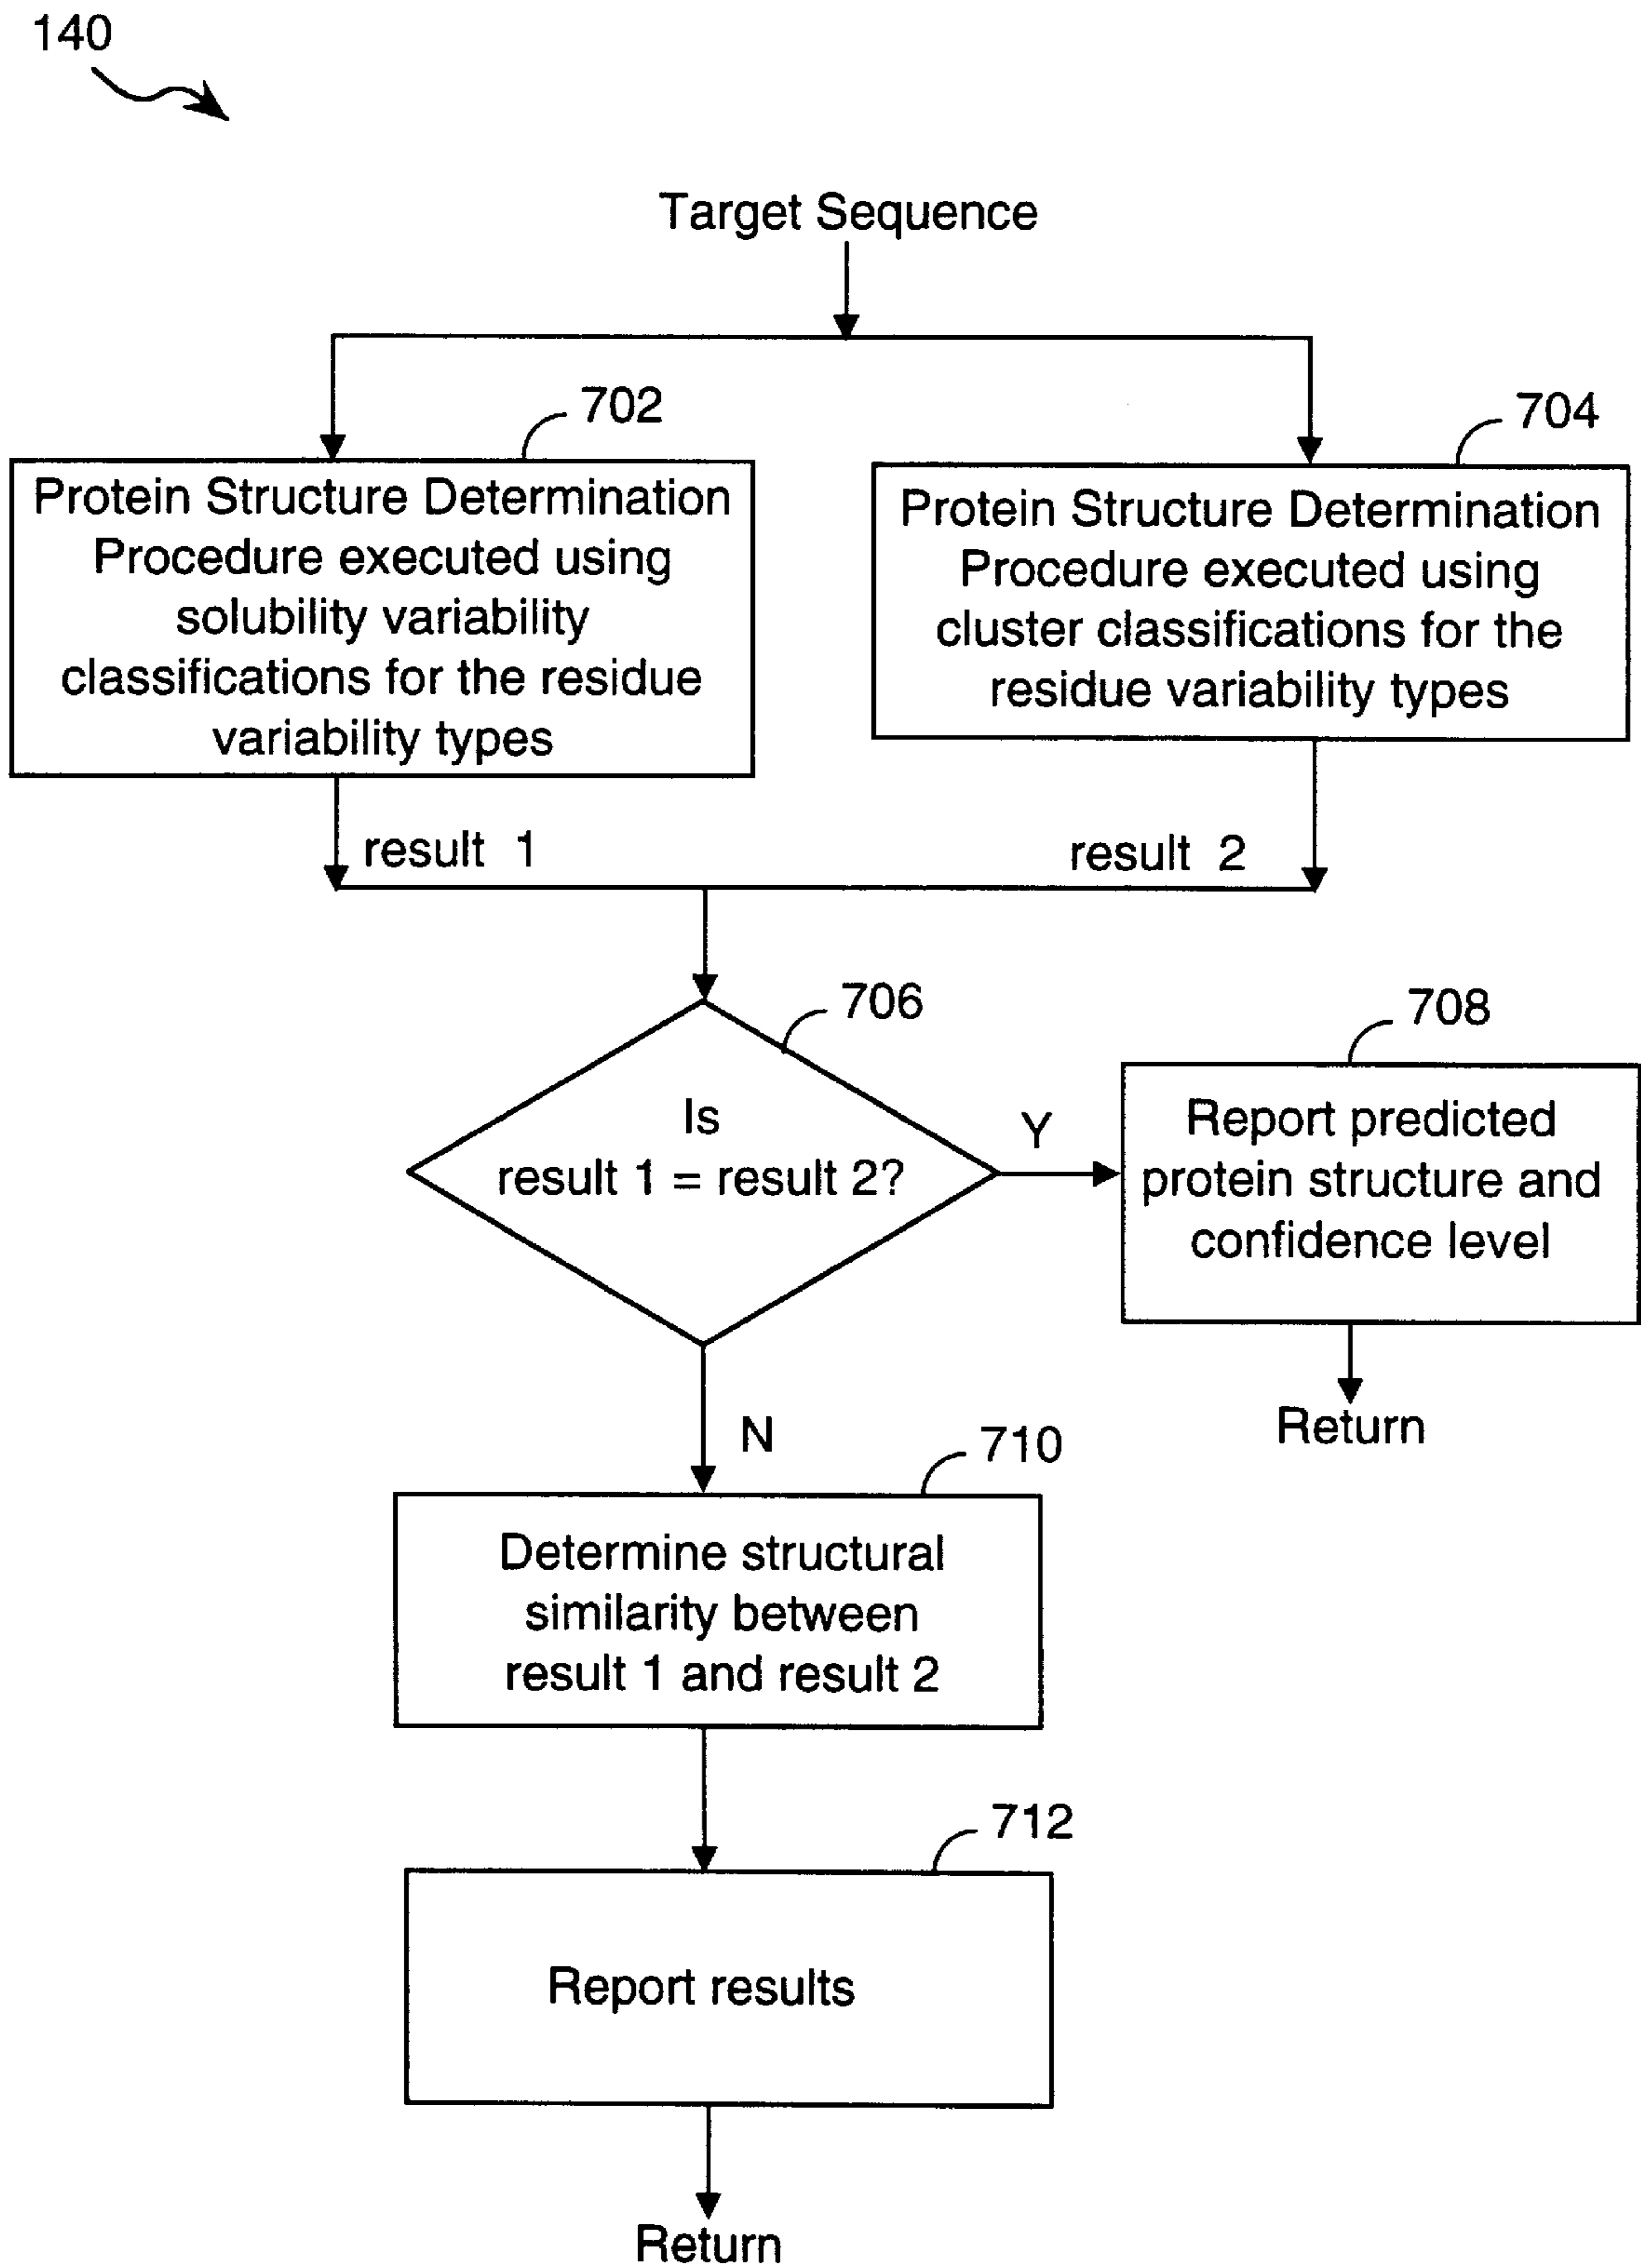 140
Target Sequence
702
704
Protein Structure Determination
Procedure executed using
solubility variability
classifications for the residue
variability types
Protein Structure Determination
Procedure executed using
cluster classifications for the
residue variability types
result 1
result 2
706
708
Is
result 1 = result 2?
Y
Report predicted
protein structure and
confidence level
N
Return
710
Determine structural
similarity between
result 1 and result 2
712
Report results
Return